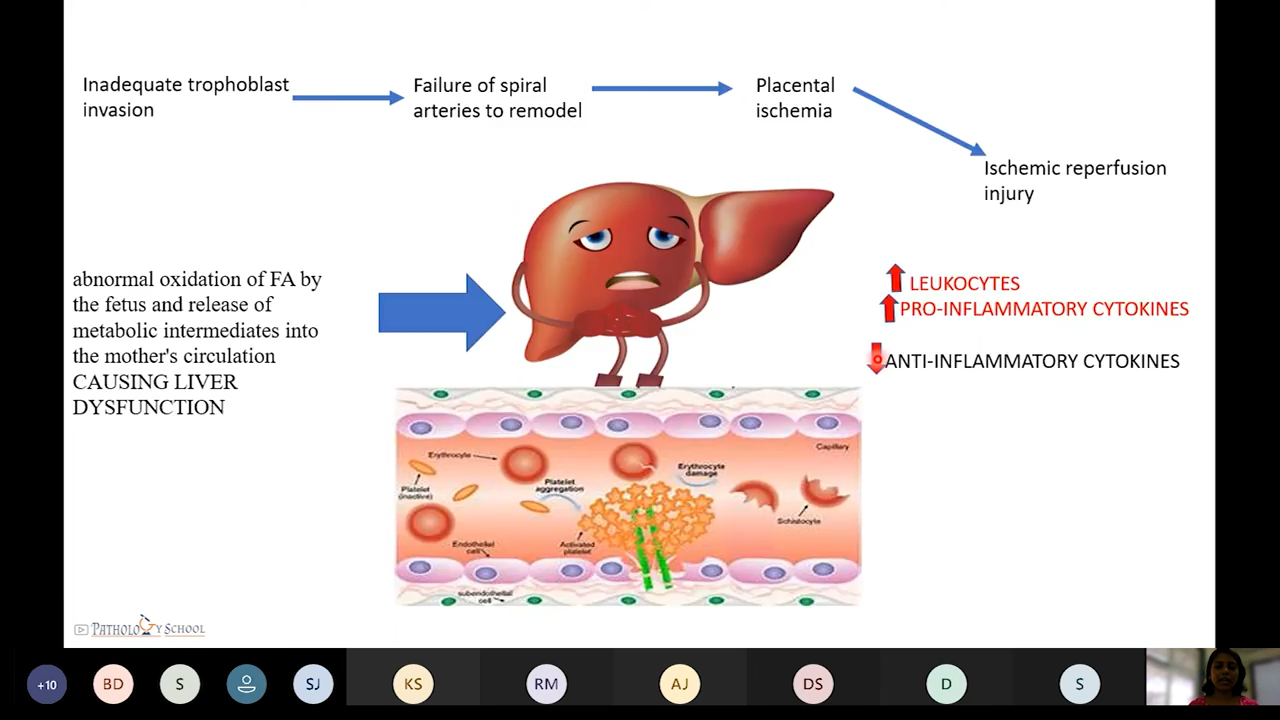 Inadequate trophoblast
invasion
Failure of spiral
arteries to remodel
Placental
ischemia
Ischemic reperfusion
injury
abnormal oxidation of FA by
the fetus and release of
metabolic intermediates into
the mother's circulation
CAUSING LIVER
DYSFUNCTION
LEUKOCYTES
PRO-INFLAMMATORY CYTOKINES
ANTI-INFLAMMATORY CYTOKINES
Capillary
Erythrocyte
Erythrocyte
damage
Platelet
(inactive)
Platelet
aggregation
Schistocyte
Endothelial
cell
Activated
platelet
subendothelial
cell
PATHOLOGY SCHOOL
+10
BD
S
SJ
KS
RM
AJ
DS
D
S